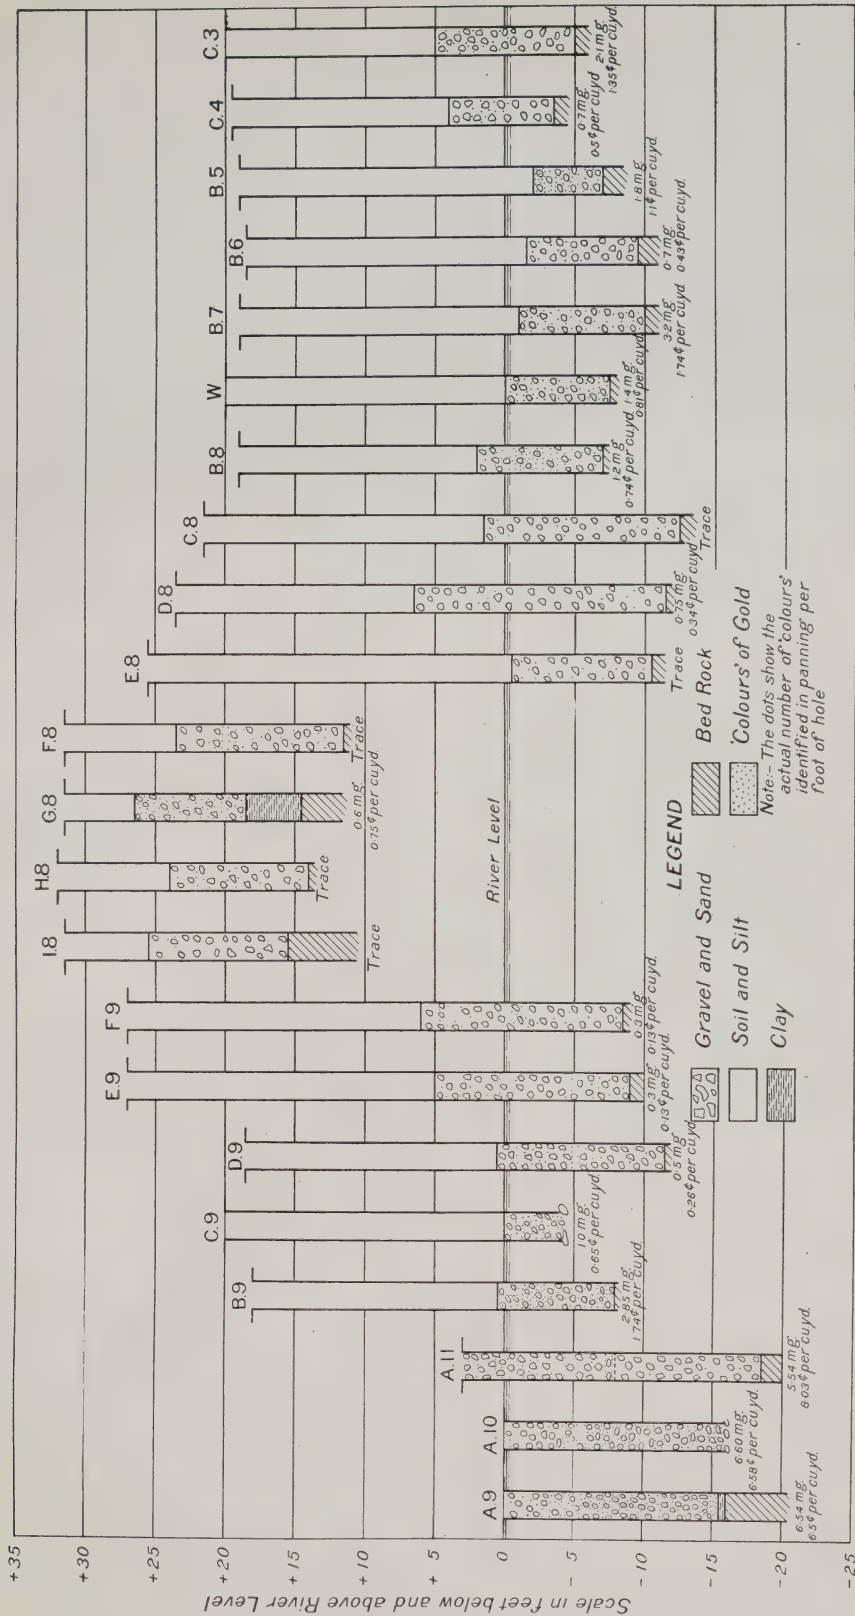 Scale in feet below and above River Level
+35
+30
+25
+20
+15
+10
+5
0
-5
-10
-15
-20
-25
A.9
6·54 mg.
6·5¢ per cu.yd.
A.10
6·60 mg.
6·58¢ per cu.yd.
A.11
5·54 mg.
8·03¢ per cu.yd.
B.9
2·85 mg.
1·74¢ per cu.yd.
C.9
1·0 mg.
0·65¢ per cu.yd.
D.9
0·5 mg.
0·26¢ per cu.yd.
E.9
0·3 mg.
0·13¢ per cu.yd.
F.9
0·3 mg.
0·13¢ per cu.yd.
I.8
Trace
H.8
Trace
G.8
0·6 mg.
0·75¢ per cu.yd.
F.8
Trace
E.8
Trace
D.8
0·75 mg.
0·34¢ per cu.yd.
C.8
Trace
B.8
1·2 mg.
0·74¢ per cu.yd.
W
1·4 mg.
0·81¢ per cu.yd.
B.7
3·2 mg.
1·74¢ per cu.yd.
B.6
0·7 mg.
0·43¢ per cu.yd.
B.5
1·8 mg.
1·1¢ per cu.yd.
C.4
0·7 mg.
0·5¢ per cu.yd.
C.3
2·1 mg.
1·35¢ per cu.yd.
River Level
LEGEND
Gravel and Sand
Soil and Silt
Clay
Bed Rock
'Colours' of Gold
Note:- The dots show the
actual number of 'colours'
identified in panning per
foot of hole